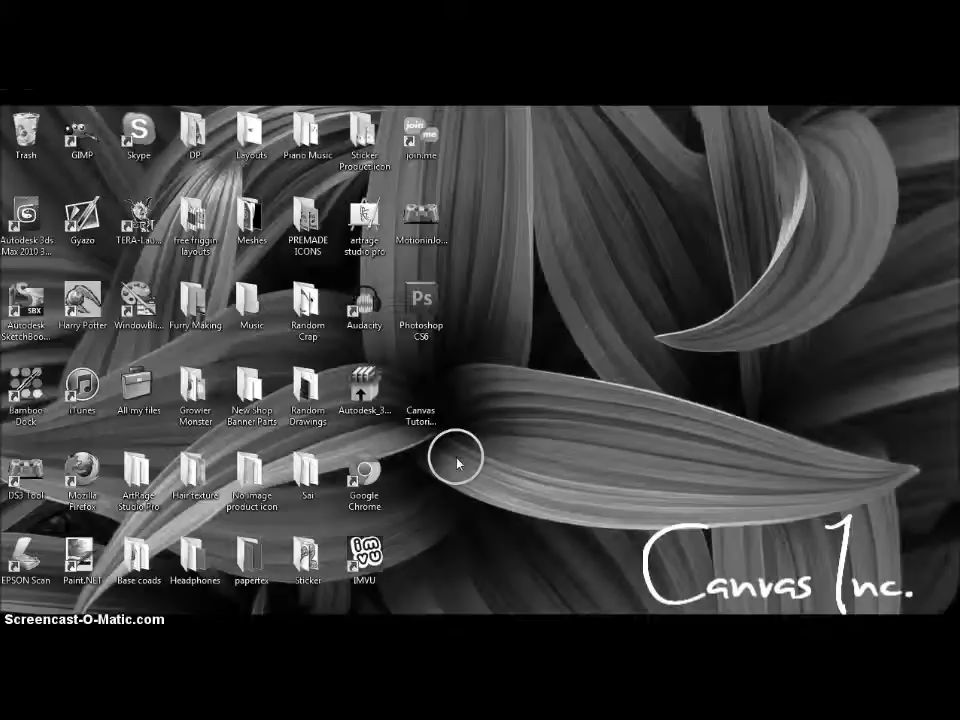 Trash
GIMP
Skype
DP
Layouts
Piano Music
Sticker
Product Icon
join.me
Autodesk 3ds
Max 2010 3...
Gyazo
TERA-Lau...
free friggin
layouts
Meshes
PREMADE
ICONS
artrage
studio pro
MotioninJo...
Autodesk
SketchBoo...
Harry Potter
WindowBli...
Furry Making
Music
Random
Crap
Audacity
Photoshop
CS6
Bamboo
Dock
iTunes
All my files
Growler
Monster
New Shop
Banner Parts
Random
Drawings
Autodesk_3...
Canvas
Tutori...
DS3 Tool
Mozilla
Firefox
ArtRage
Studio Pro
Hair texture
No image
product icon
Sai
Google
Chrome
EPSON Scan
Paint.NET
Base coads
Headphones
papertex
Sticker
IMVU
Canvas Inc.
Screencast-O-Matic.com